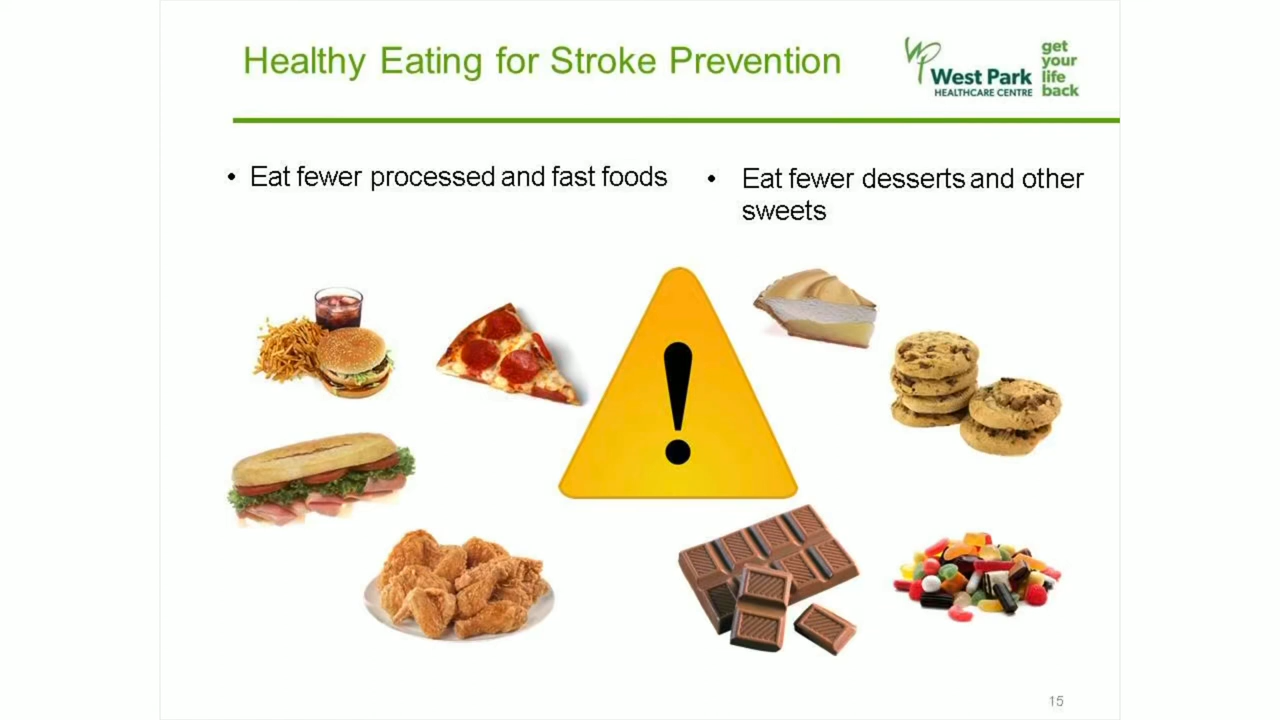 Healthy Eating for Stroke Prevention
West Park
HEALTHCARE CENTRE
get
your
life
back
• Eat fewer processed and fast foods
• Eat fewer desserts and other
sweets
!
15